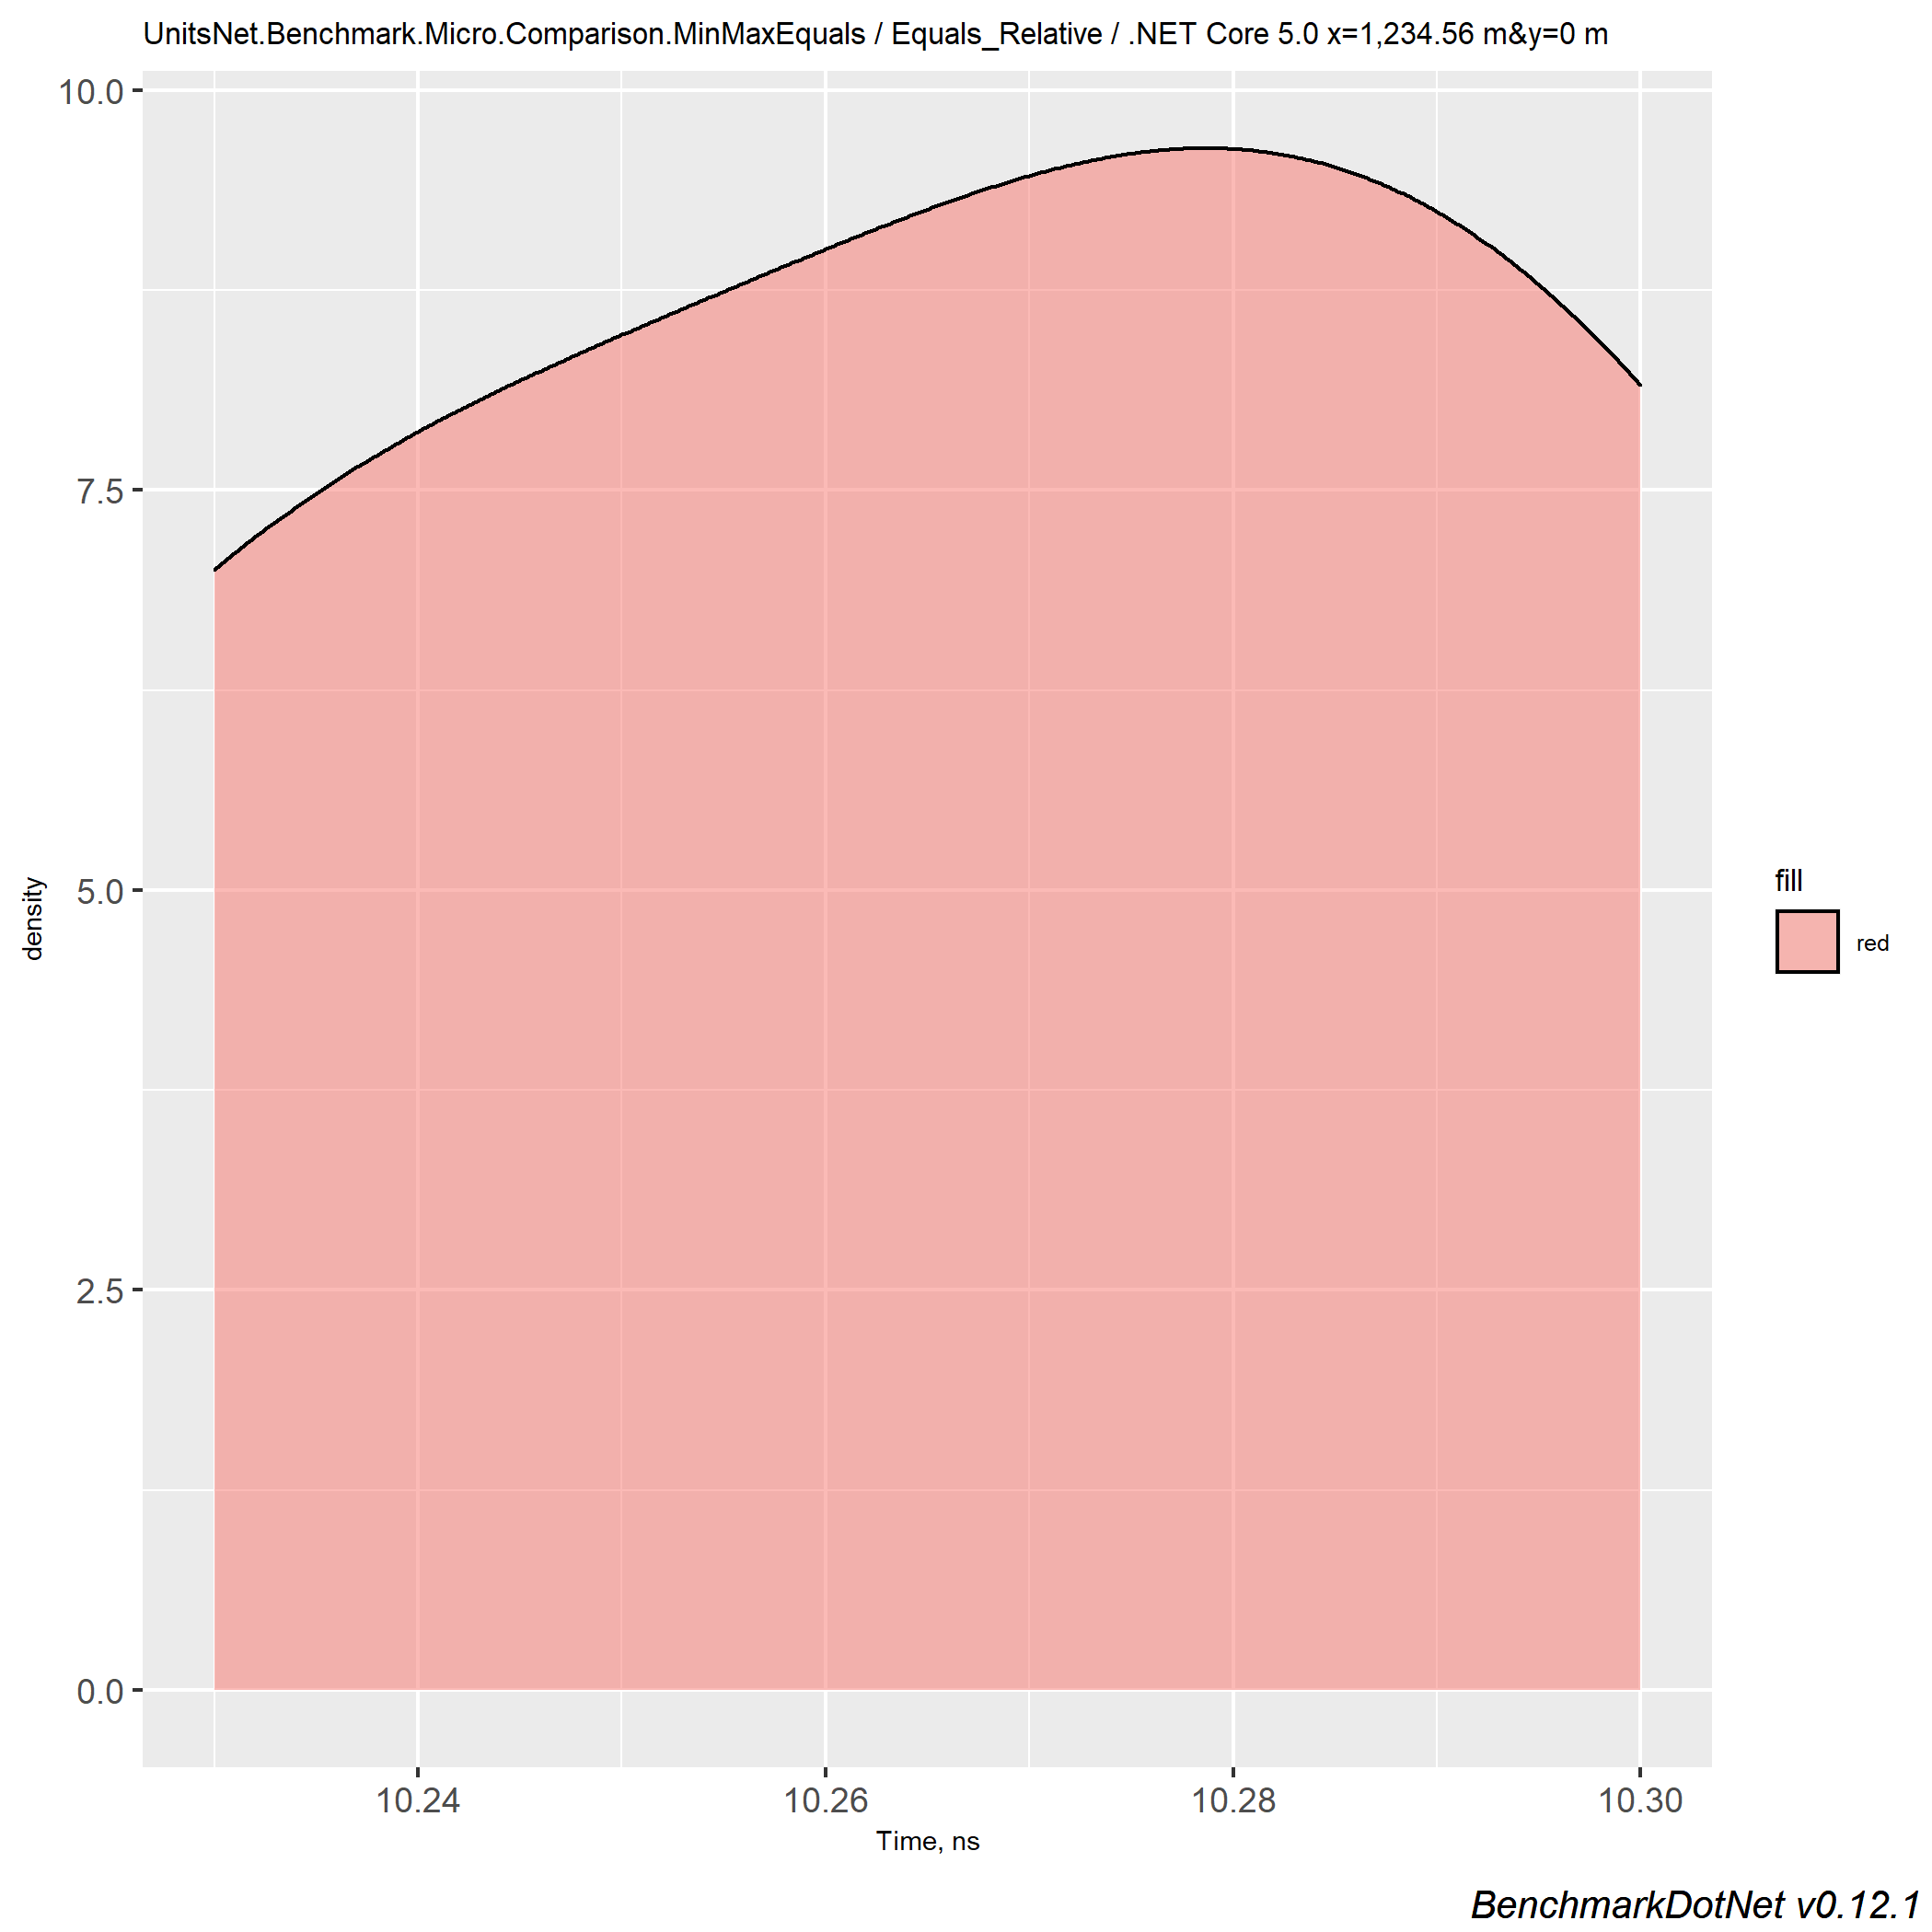 UnitsNet.Benchmark.Micro.Comparison.MinMaxEquals / Equals_Relative / .NET Core 5.0 x=1,234.56 m&y=0 m
10.0
7.5
5.0
2.5
0.0
density
10.24 10.26 10.28 10.30
Time, ns
fill
red
BenchmarkDotNet v0.12.1